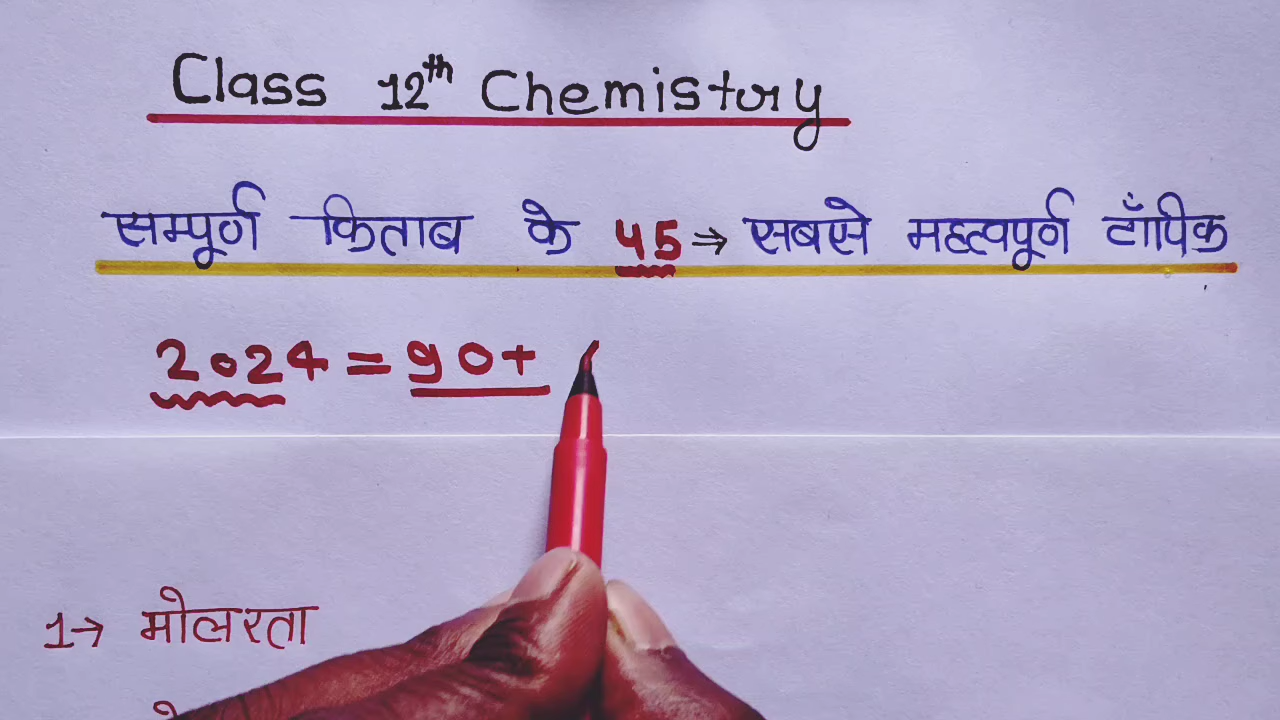 Class 12th Chemistry
सम्पूर्ण किताब के 45 → सबसे महत्वपूर्ण टाँपिक
2024 = 90+
1→ मोलरता